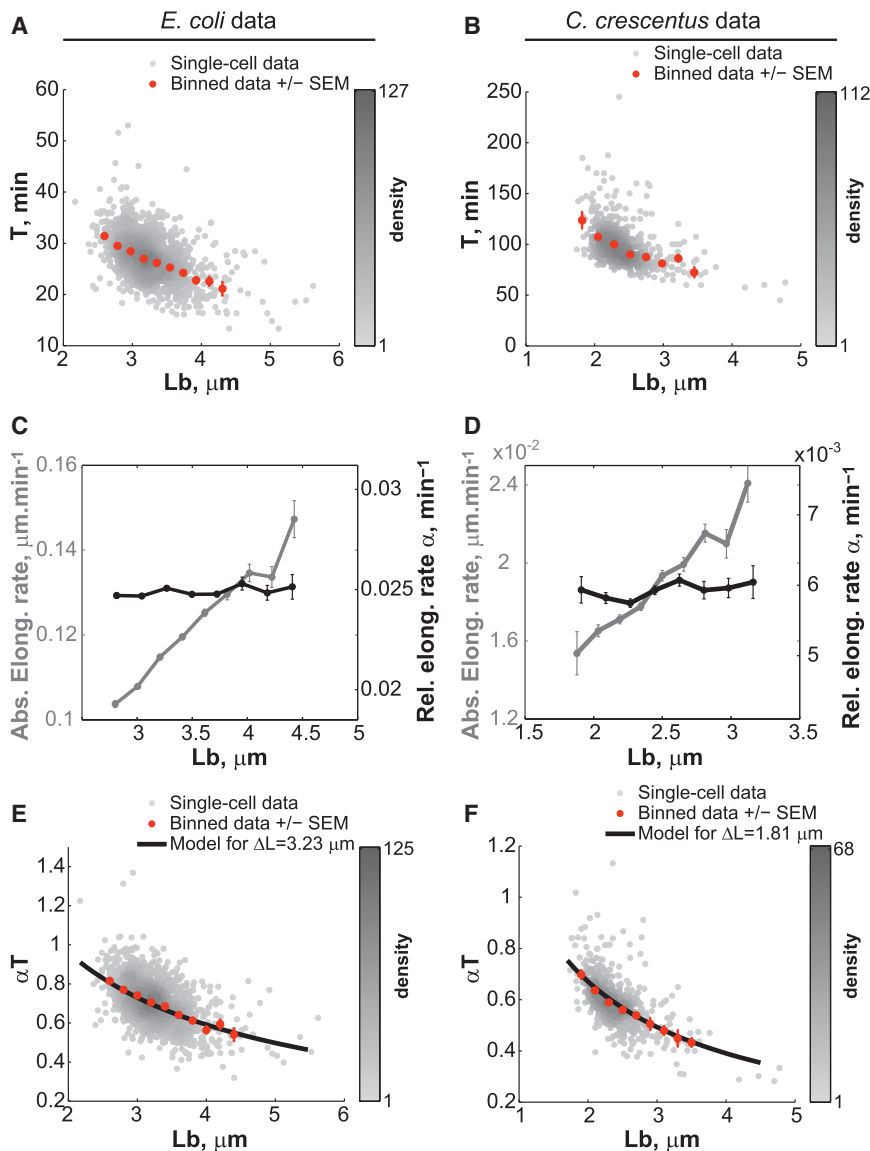 E. coli data
C. crescentus data
A
Single-cell data
Binned data +/− SEM
60
50
40
30
20
10
T, min
2
3
4
5
6
Lb, μm
127
density
1
B
Single-cell data
Binned data +/− SEM
250
200
150
100
50
0
T, min
1
2
3
4
5
Lb, μm
112
density
1
C
0.16
0.14
0.12
0.1
Abs. Elong. rate, μm.min-1
3
3.5
4
4.5
5
Lb, μm
0.03
0.025
0.02
Rel. elong. rate α, min−1
D
x10-2
2.4
2
1.6
1.2
Abs. Elong. rate, μm.min-1
1.5
2
2.5
3
3.5
Lb, μm
x10-3
7
6
5
Rel. elong. rate α, min−1
E
Single-cell data
Binned data +/− SEM
Model for ΔL=3.23 μm
1.4
1.2
1
0.8
0.6
0.4
0.2
αT
2
3
4
5
6
Lb, μm
125
density
1
F
Single-cell data
Binned data +/− SEM
Model for ΔL=1.81 μm
1.2
1
0.8
0.6
0.4
0.2
αT
1
2
3
4
5
Lb, μm
68
density
1